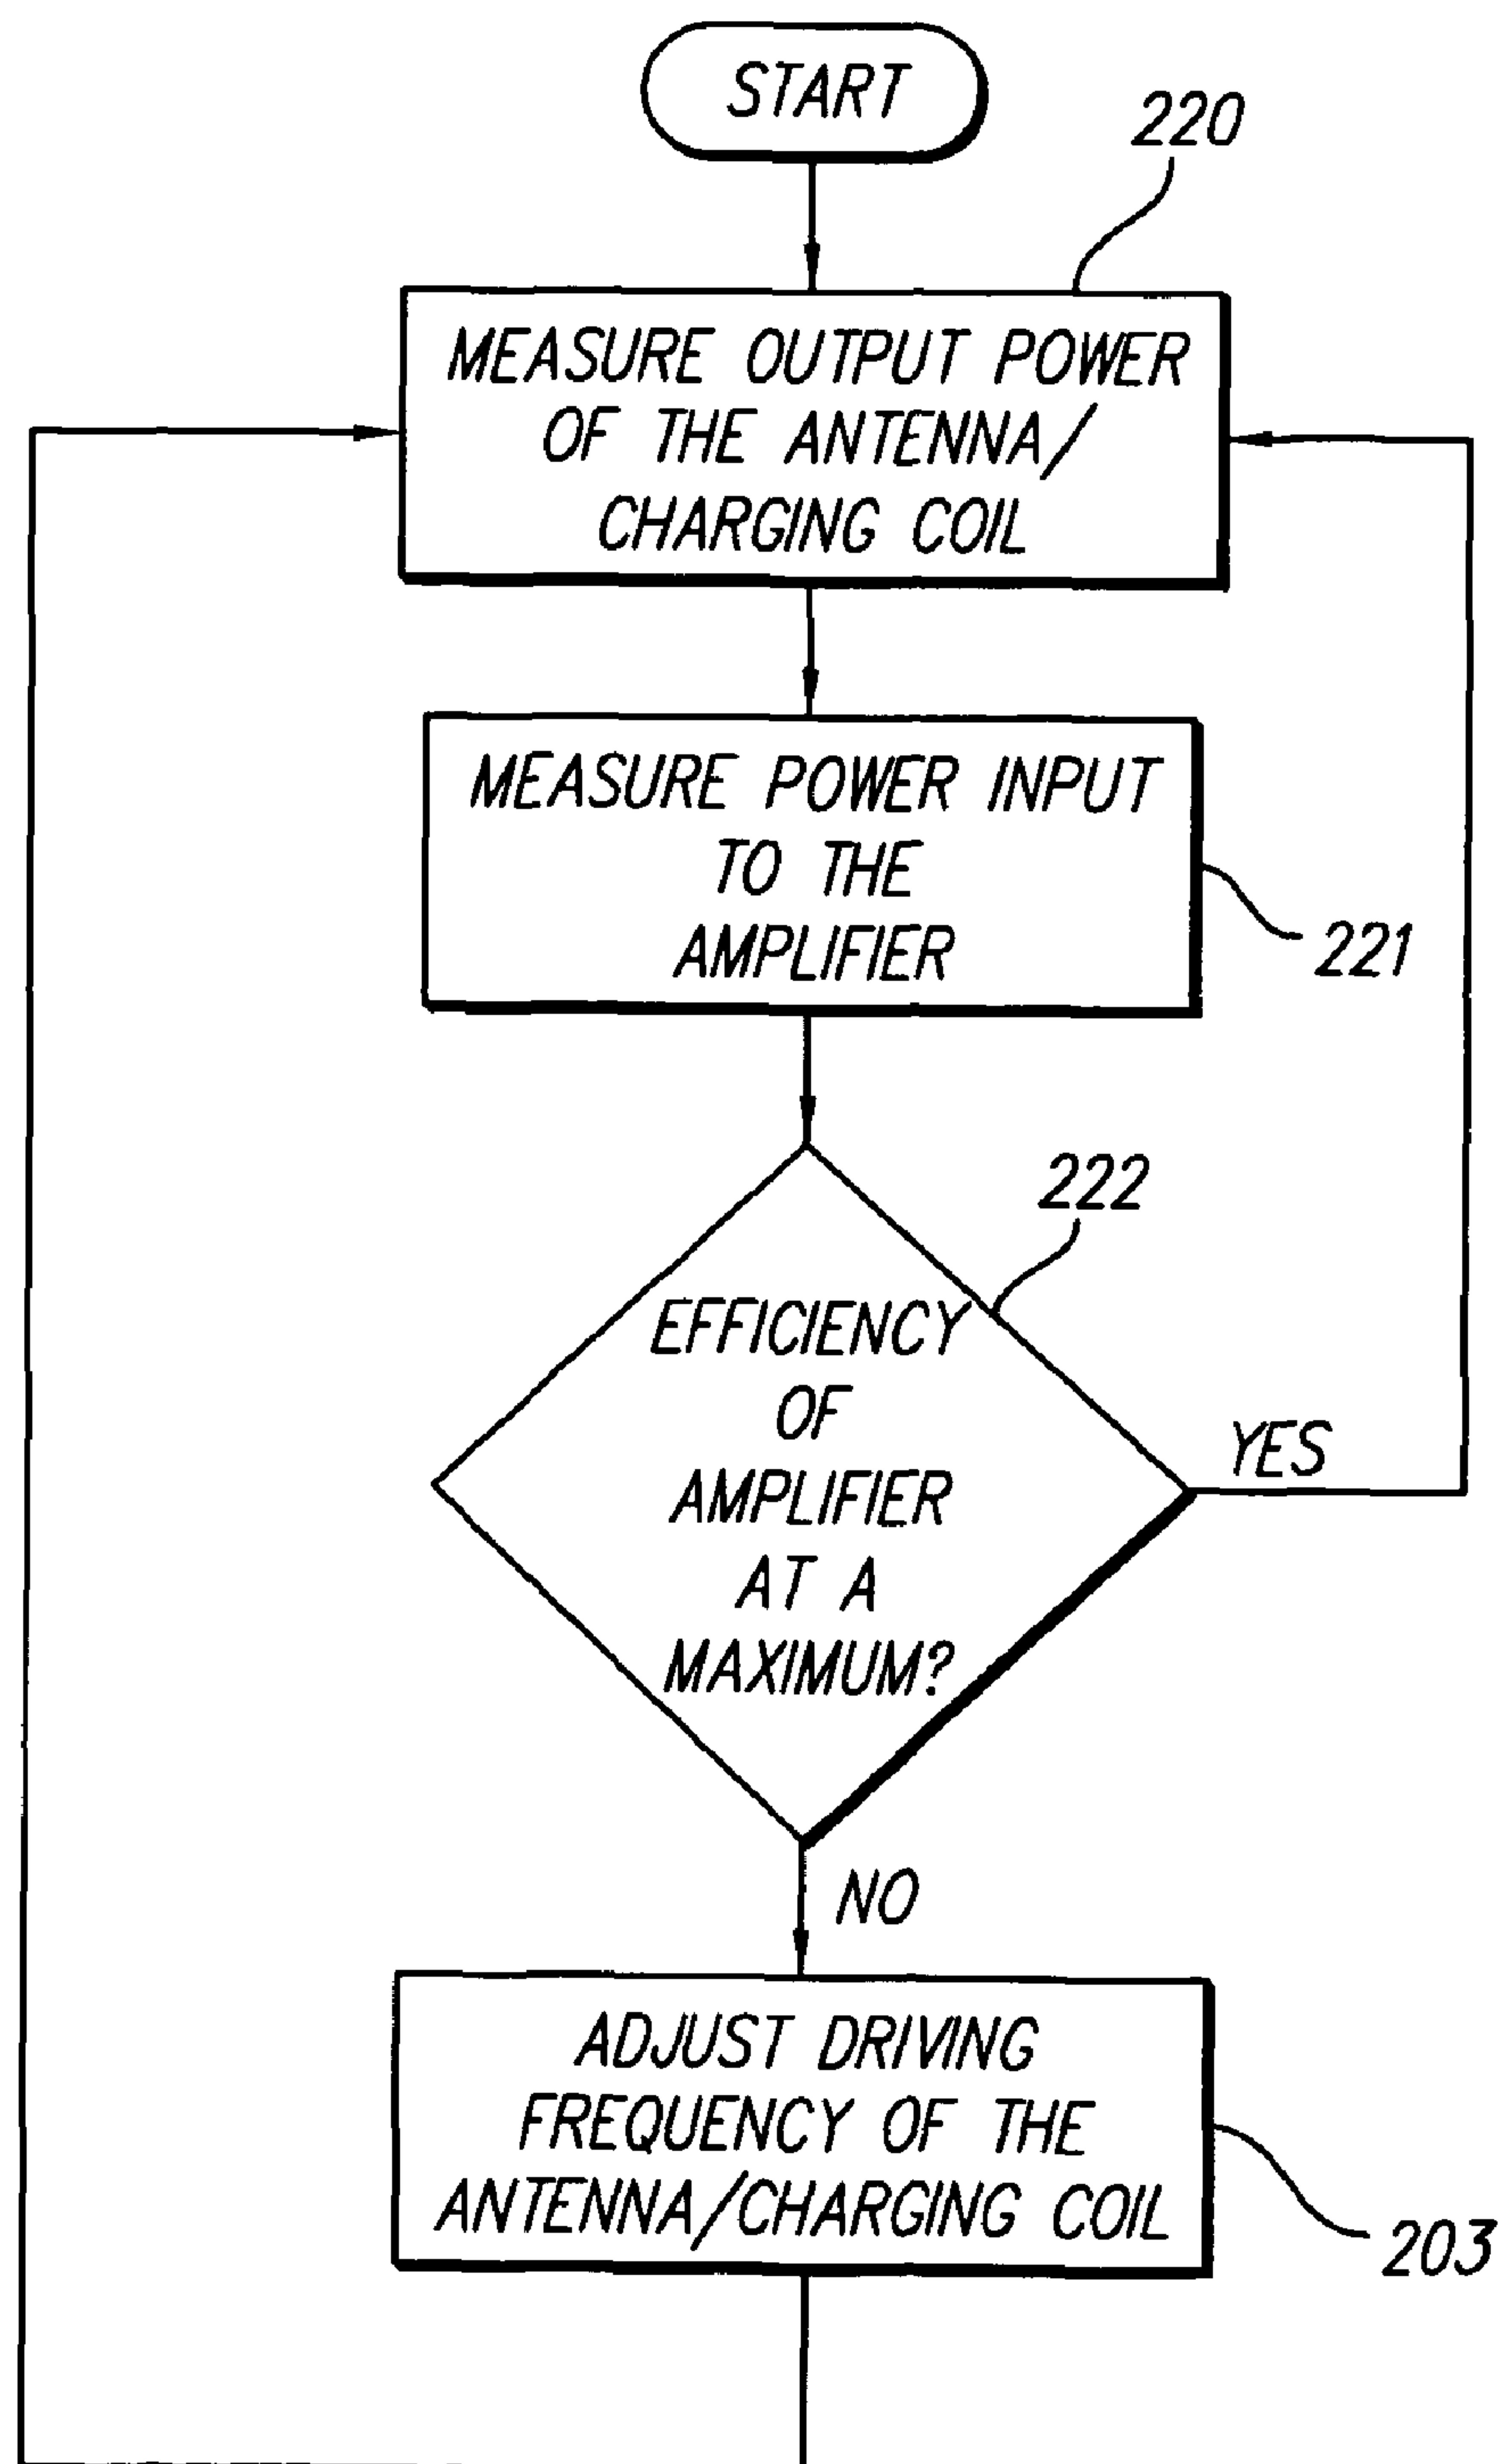 START
220
MEASURE OUTPUT POWER
OF THE ANTENNA/
CHARGING COIL
MEASURE POWER INPUT
TO THE
AMPLIFIER
221
222
EFFICIENCY
OF
AMPLIFIER
AT A
MAXIMUM?
YES
NO
ADJUST DRIVING
FREQUENCY OF THE
ANTENNA/CHARGING COIL
203